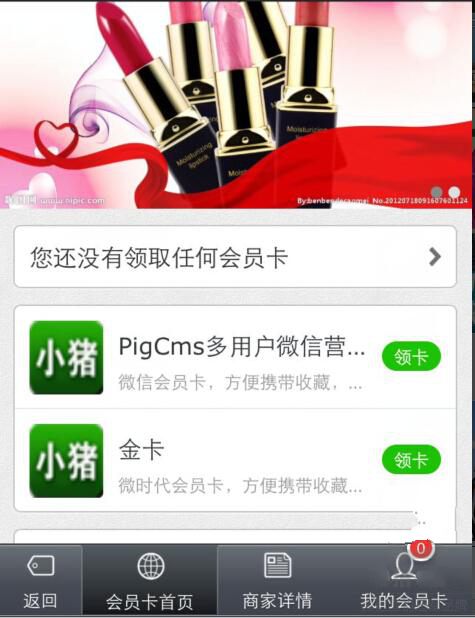 Moisturizing
lipstick
Moisturizing
lipstick
Moisturizing
www.nipic.com
By:benbendecaomei No.20120718091607601124
您还没有领取任何会员卡
小猪
PigCms多用户微信营...
领卡
微信会员卡，方便携带收藏，...
小猪
金卡
领卡
微时代会员卡，方便携带收藏...
0
返回
会员卡首页
商家详情
我的会员卡